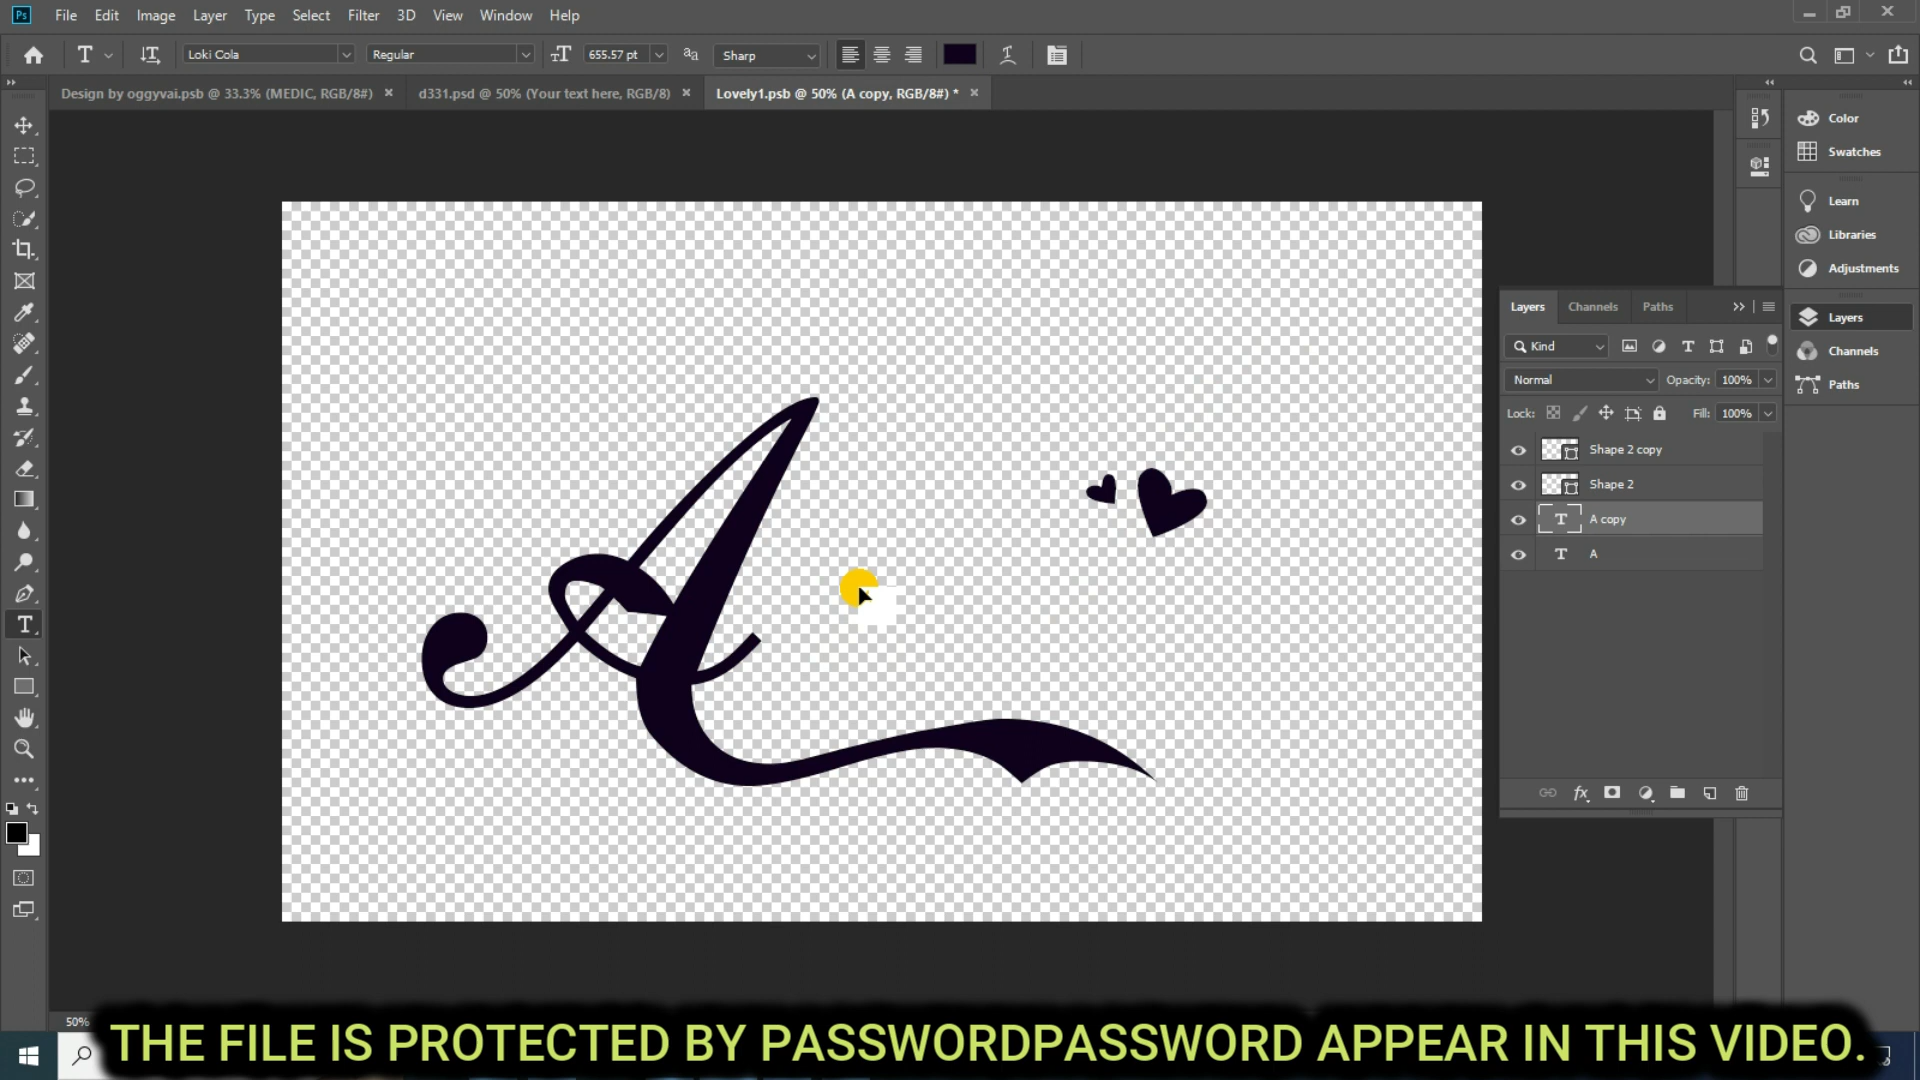 Ps File Edit Image Layer Type Select Filter 3D View Window Help
T Loki Cola Regular 655.57 pt aa Sharp
Design by oggyvai.psb @ 33.3% (MEDIC, RGB/8#) × d331.psd @ 50% (Your text here, RGB/8) × Lovely1.psb @ 50% (A copy, RGB/8#) * ×
Color
Swatches
Learn
Libraries
Adjustments
Layers
Channels
Paths
Layers Channels Paths
Kind
Normal Opacity: 100%
Lock: Fill: 100%
Shape 2 copy
Shape 2
T A copy
T A
fx
A
50%
THE FILE IS PROTECTED BY PASSWORDPASSWORD APPEAR IN THIS VIDEO.